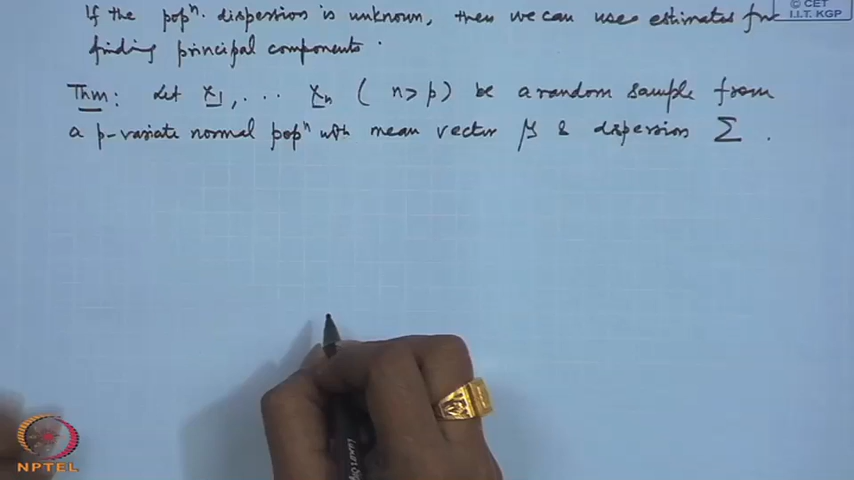 © CET
I.I.T. KGP
If the popⁿ. dispersion is unknown, then we can use estimates for
finding principal components.
Thm: Let x1, ... xn ( n > p ) be a random sample from
a p-variate normal popⁿ with mean vector μ & dispersion Σ.
NPTEL